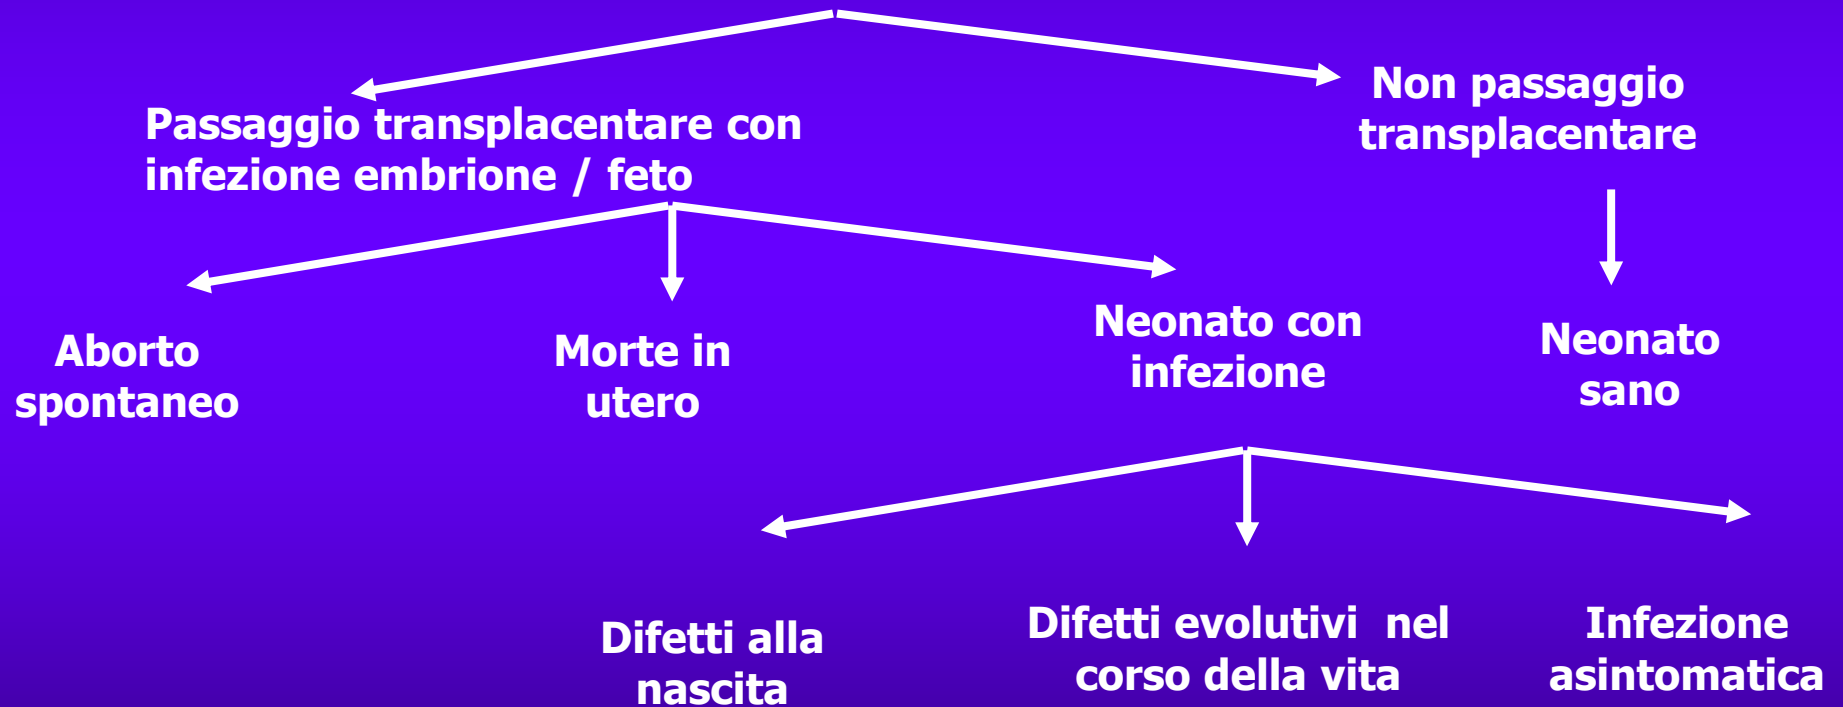 Non passaggio
transplacentare
Passaggio transplacentare con
infezione embrione / feto
Aborto
spontaneo
Morte in
utero
Neonato con
infezione
Neonato
sano
Difetti alla
nascita
Difetti evolutivi nel
corso della vita
Infezione
asintomatica